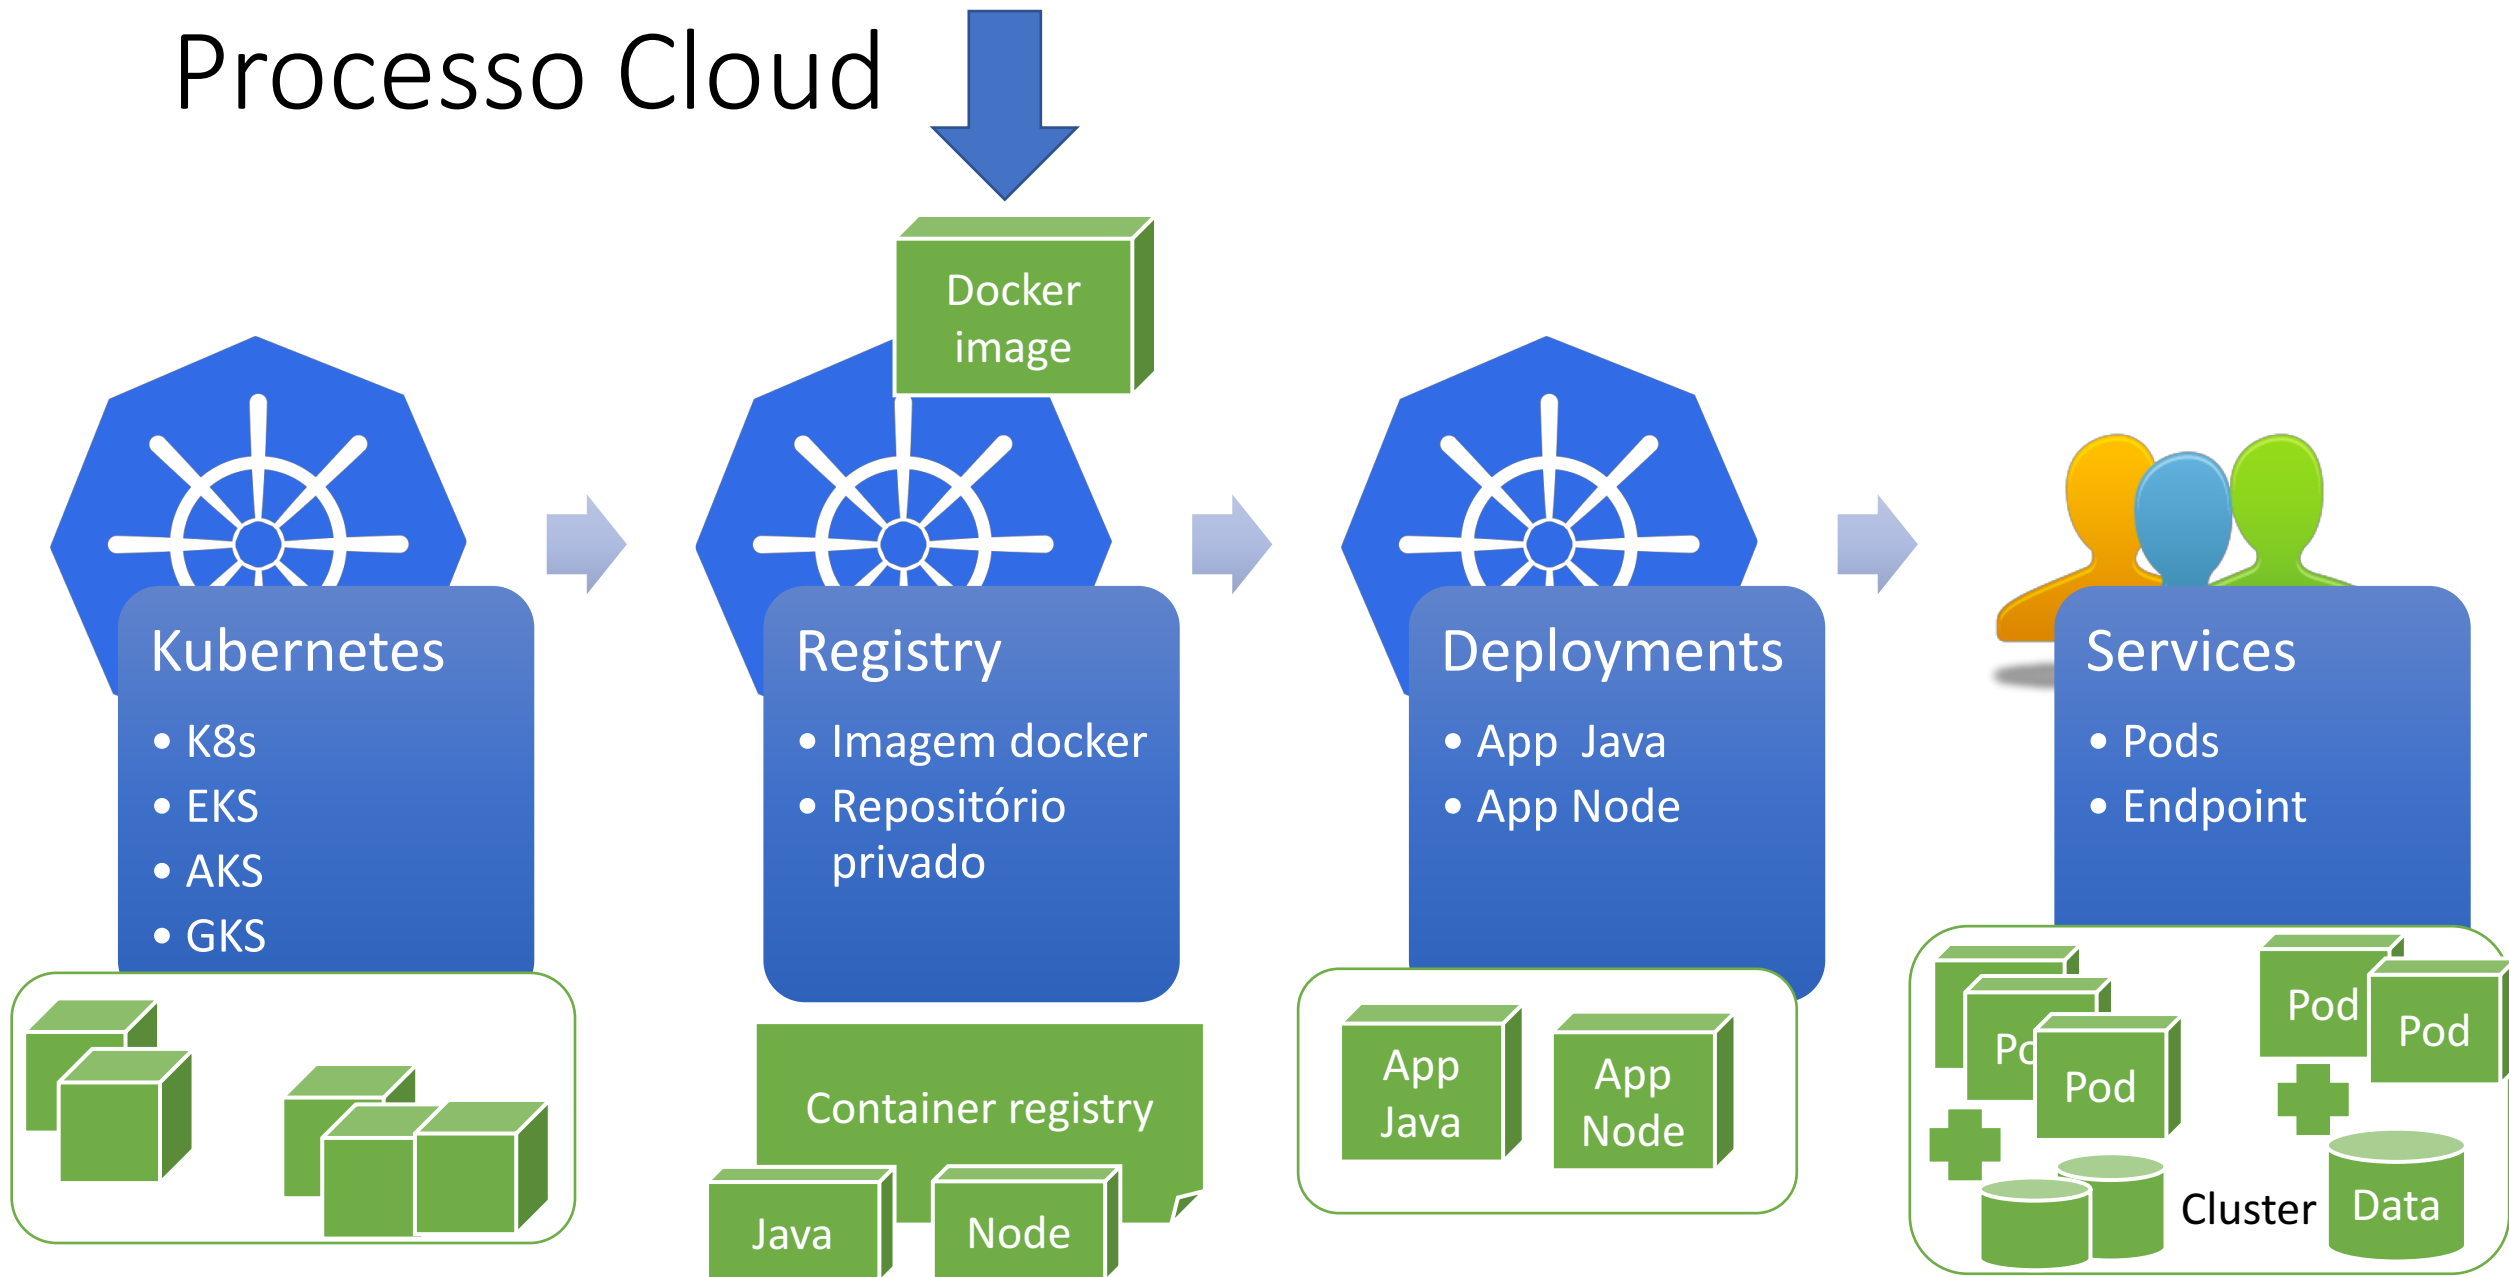 Processo Cloud
Docker
image
Kubernetes
• K8s
• EKS
• AKS
• GKS
Registry
• Imagem docker
• Repositório
privado
Container registry
Java
Node
Deployments
• App Java
• App Node
App
Java
App
Node
Services
• Pods
• Endpoint
Pod
Pod
Pod
Cluster
Data